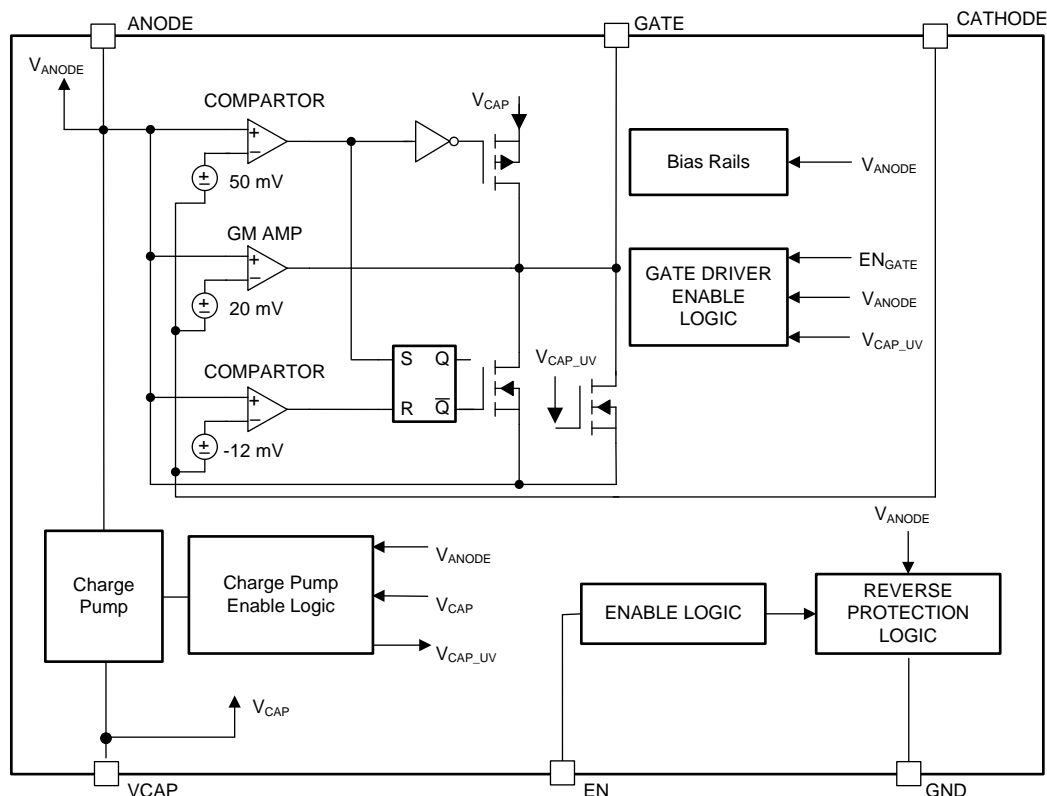 ANODE
GATE
CATHODE
VANODE
COMPARTOR
VCAP
+
−
50 mV
Bias Rails
VANODE
GM AMP
+
−
20 mV
GATE DRIVER
ENABLE
LOGIC
ENGATE
VANODE
VCAP_UV
COMPARTOR
+
−
-12 mV
S Q
R Q̅
VCAP_UV
VANODE
Charge
Pump
Charge Pump
Enable Logic
VANODE
VCAP
VCAP_UV
ENABLE LOGIC
REVERSE
PROTECTION
LOGIC
VCAP
VCAP
EN
GND